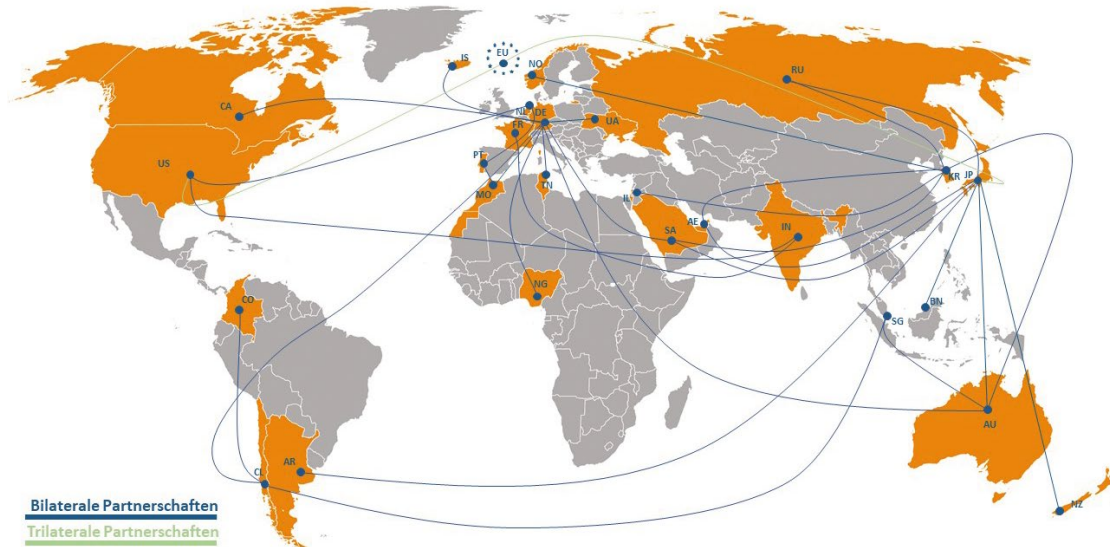 IS
EU
NO
RU
CA
NL
DE
FR
UA
US
PT
KR
JP
MO
TN
IL
AE
SA
IN
NG
CO
BN
SG
AU
AR
CL
NZ
Bilaterale Partnerschaften
Trilaterale Partnerschaften